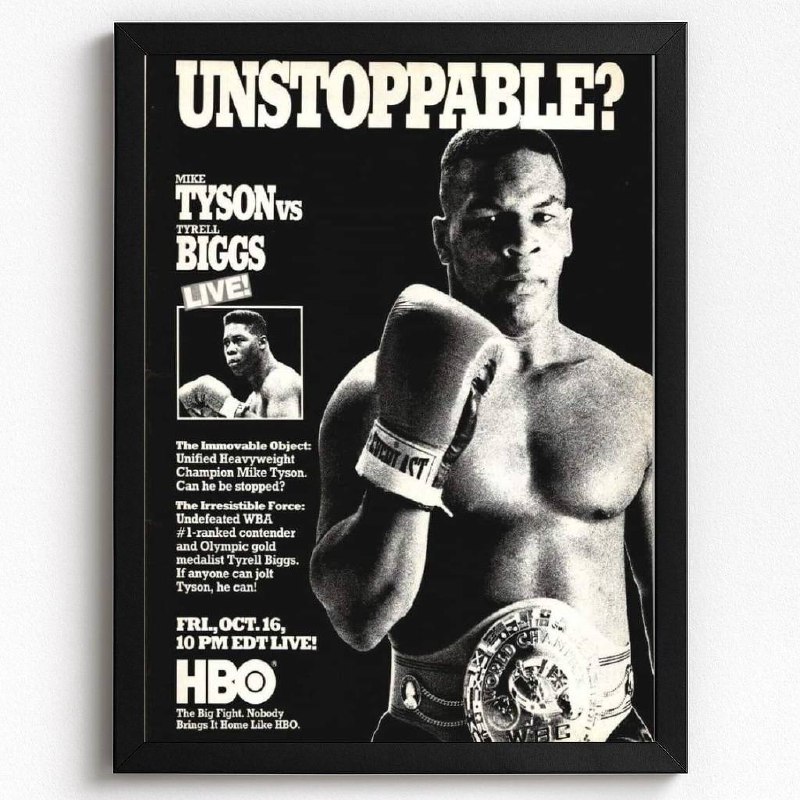 UNSTOPPABLE?
MIKE
TYSON VS
TYRELL
BIGGS
LIVE!
The Immovable Object:
Unified Heavyweight
Champion Mike Tyson.
Can he be stopped?
The Irresistible Force:
Undefeated WBA
#1-ranked contender
and Olympic gold
medalist Tyrell Biggs.
If anyone can jolt
Tyson, he can!
FRI., OCT. 16,
10 PM EDT LIVE!
HBO®
The Big Fight. Nobody
Brings It Home Like HBO.
WORLD CHAMPION
WBC